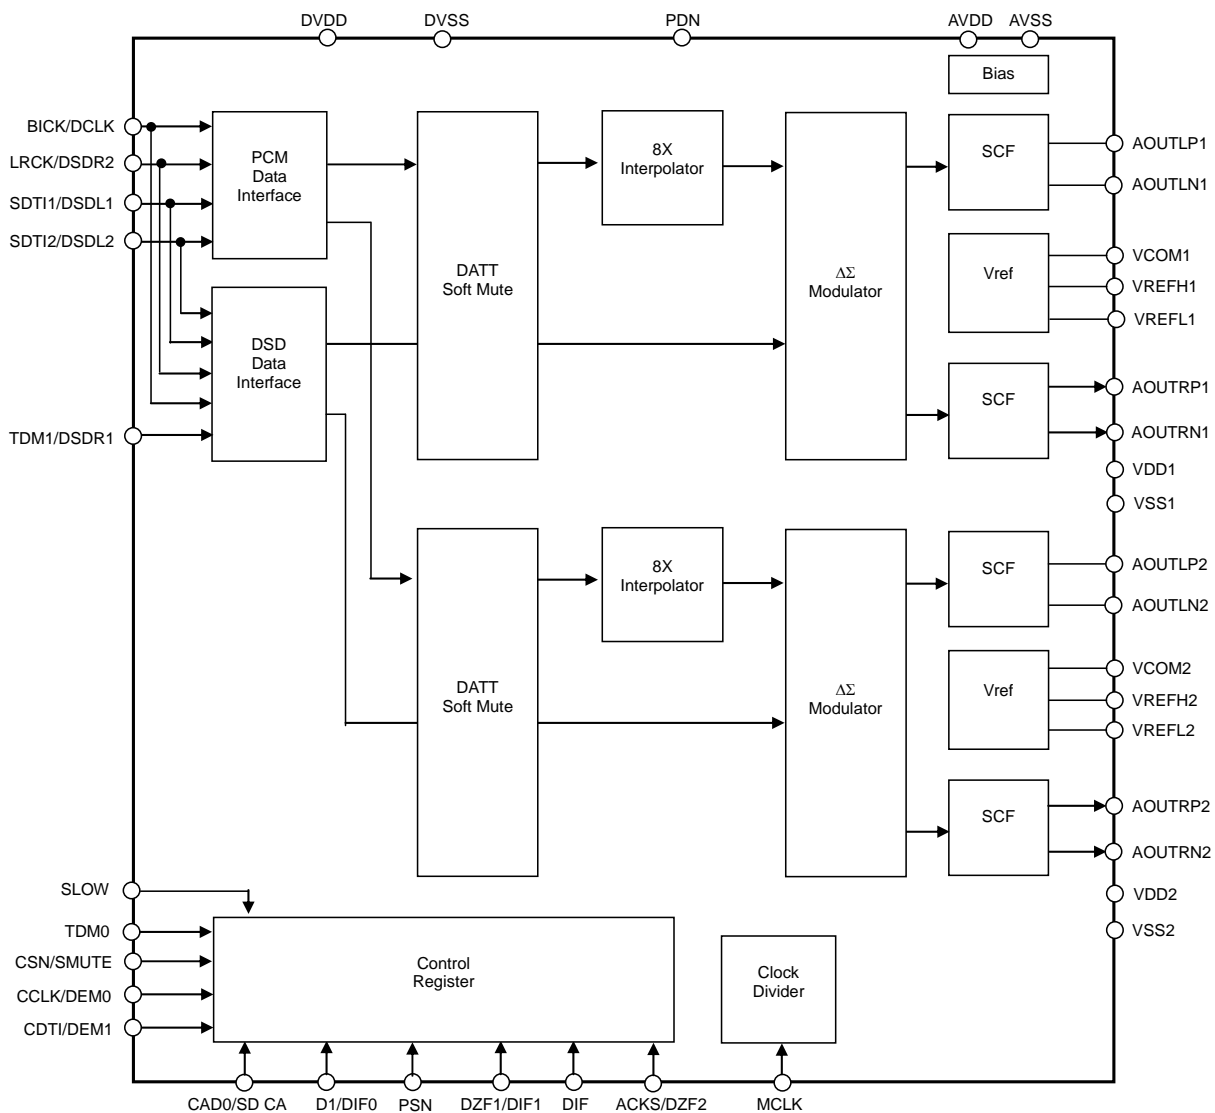 DVDD
DVSS
PDN
AVDD
AVSS
Bias
BICK/DCLK
LRCK/DSDR2
SDTI1/DSDL1
SDTI2/DSDL2
TDM1/DSDR1
PCM
Data
Interface
DSD
Data
Interface
DATT
Soft Mute
8X
Interpolator
ΔΣ
Modulator
SCF
Vref
SCF
AOUTLP1
AOUTLN1
VCOM1
VREFH1
VREFL1
AOUTRP1
AOUTRN1
VDD1
VSS1
DATT
Soft Mute
8X
Interpolator
ΔΣ
Modulator
SCF
Vref
SCF
AOUTLP2
AOUTLN2
VCOM2
VREFH2
VREFL2
AOUTRP2
AOUTRN2
VDD2
VSS2
SLOW
TDM0
CSN/SMUTE
CCLK/DEM0
CDTI/DEM1
Control
Register
Clock
Divider
CAD0/SD CA
D1/DIF0
PSN
DZF1/DIF1
DIF
ACKS/DZF2
MCLK